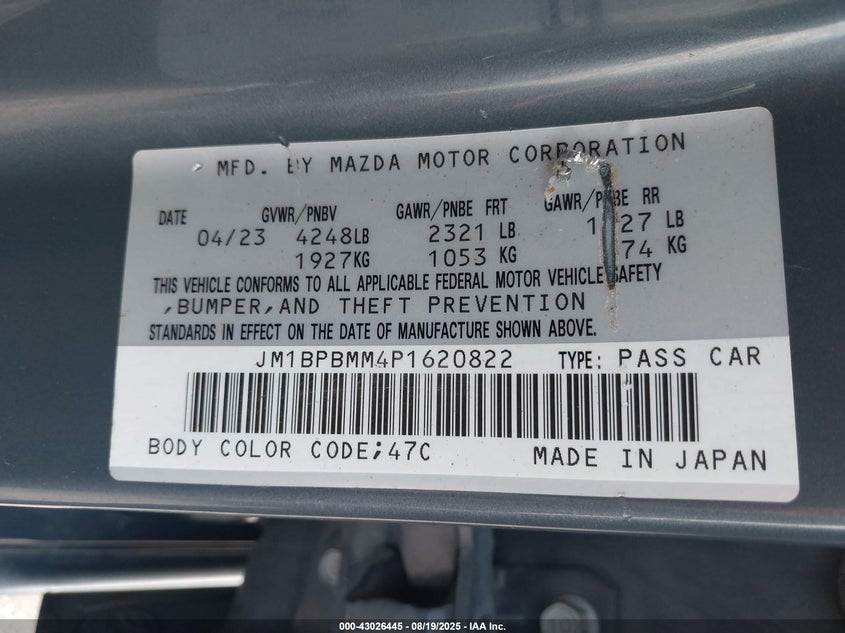 MFD. BY MAZDA MOTOR CORPORATION
DATE GVWR/PNBV GAWR/PNBE FRT GAWR/PNBE RR
04/23 4248LB 2321 LB LB
1927KG 1053 KG KG
THIS VEHICLE CONFORMS TO ALL APPLICABLE FEDERAL MOTOR VEHICLE SAFETY
,BUMPER,AND THEFT PREVENTION
STANDARDS IN EFFECT ON THE DATE OF MANUFACTURE SHOWN ABOVE.
JM1BPBMM4P1620822 TYPE: PASS CAR
BODY COLOR CODE;47C MADE IN JAPAN
000-43026445 - 08/19/2025 - IAA Inc.